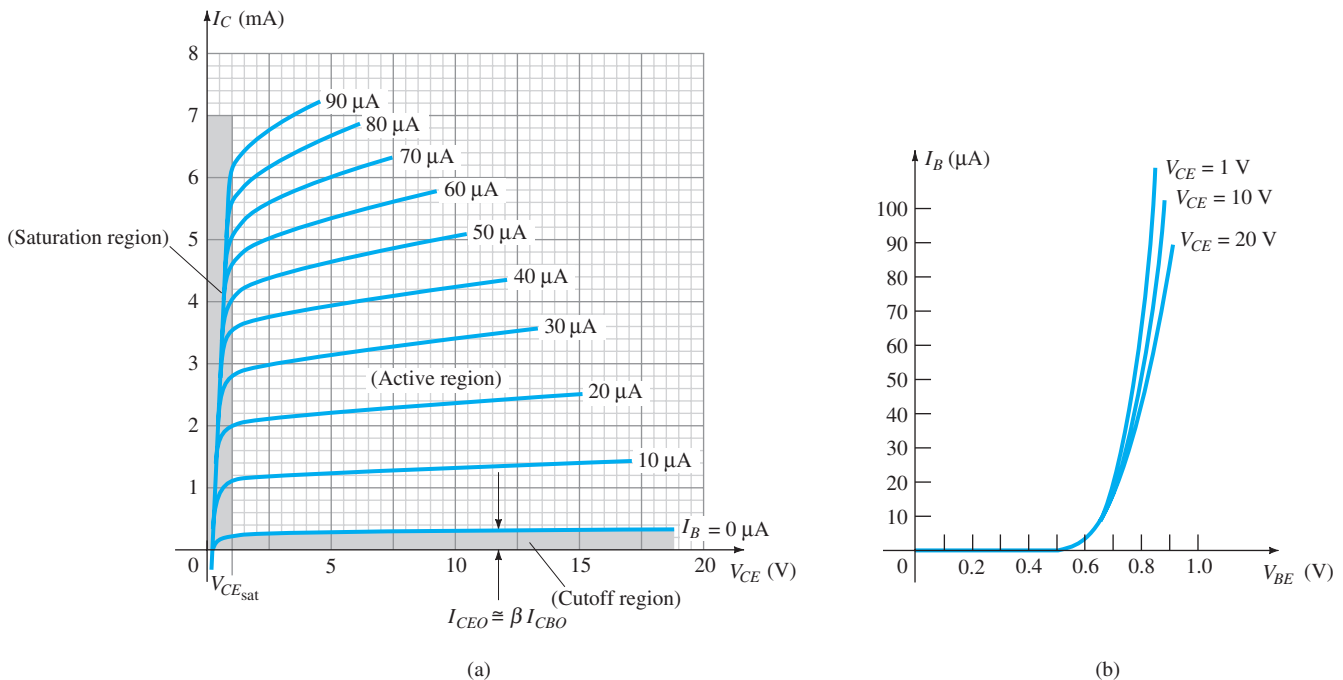 I_C (mA)
8
7
6
5
4
3
2
1
0
5
10
15
20
V_CE (V)
90 μA
80 μA
70 μA
60 μA
50 μA
40 μA
30 μA
20 μA
10 μA
I_B = 0 μA
(Saturation region)
(Active region)
(Cutoff region)
V_CEsat
I_CEO ≅ β I_CBO
(a)
I_B (μA)
V_CE = 1 V
V_CE = 10 V
V_CE = 20 V
100
90
80
70
60
50
40
30
20
10
0
0.2
0.4
0.6
0.8
1.0
V_BE (V)
(b)